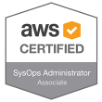 aws
CERTIFIED
SysOps Administrator
Associate